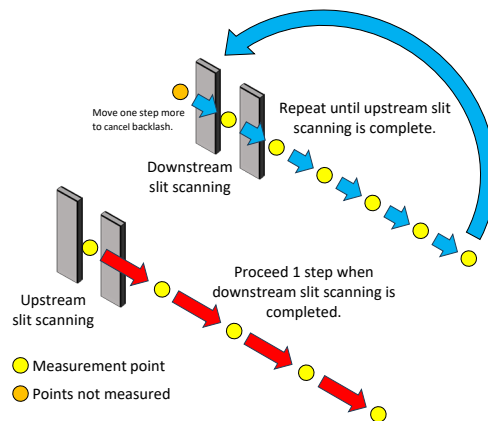 Move one step more
to cancel backlash.
Repeat until upstream slit
scanning is complete.
Downstream
slit scanning
Upstream
slit scanning
Proceed 1 step when
downstream slit scanning is
completed.
Measurement point
Points not measured